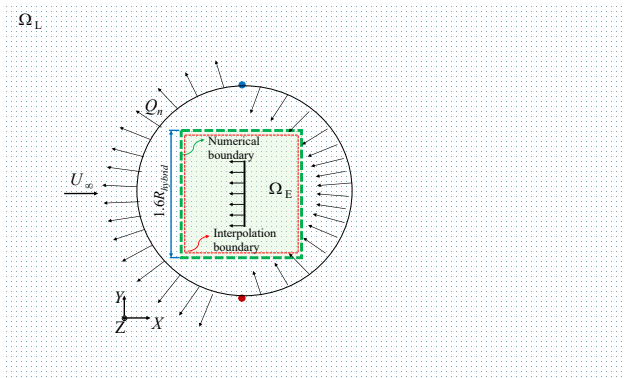 Ω_L
Q_n
Numerical
boundary
U_∞
1.6R_hybrid
Ω_E
Interpolation
boundary
Y
Z
X